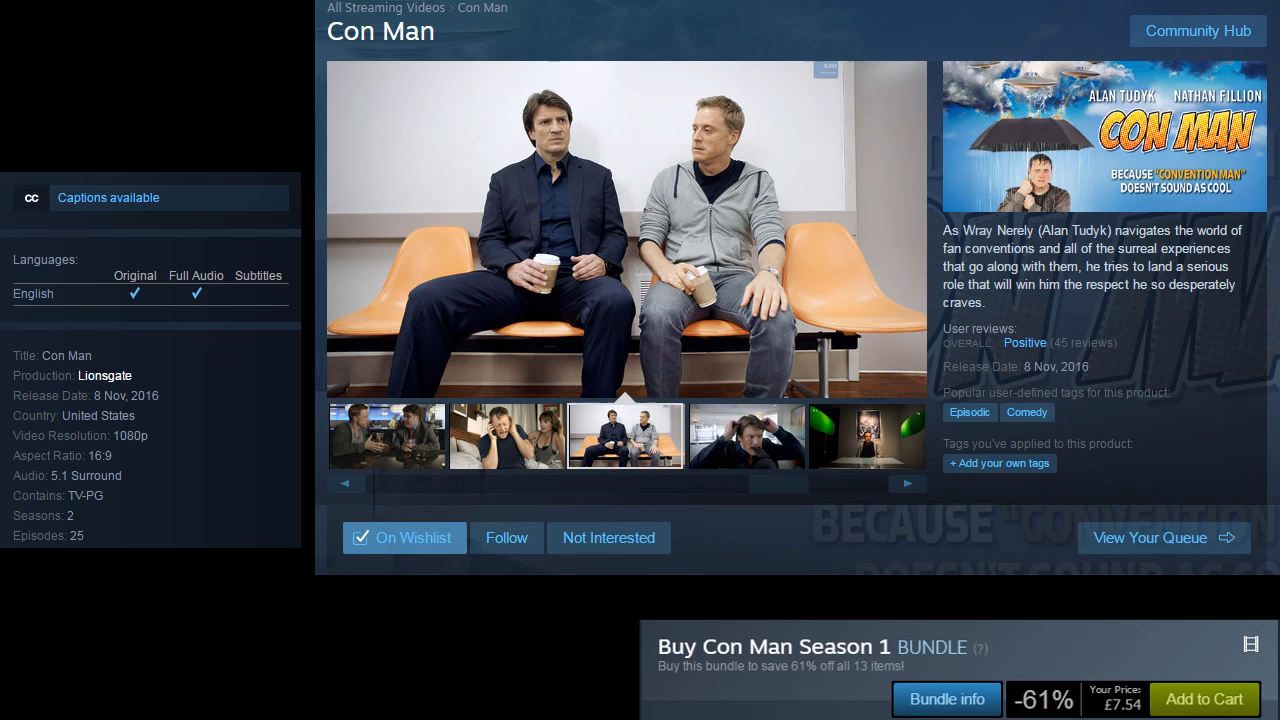 All Streaming Videos > Con Man
Con Man
Community Hub
ALAN TUDYK NATHAN FILLION
CON MAN
BECAUSE "CONVENTION MAN"
DOESN'T SOUND AS COOL
As Wray Nerely (Alan Tudyk) navigates the world of
fan conventions and all of the surreal experiences
that go along with them, he tries to land a serious
role that will win him the respect he so desperately
craves.
User reviews:
OVERALL: Positive (45 reviews)
Release Date: 8 Nov, 2016
Popular user-defined tags for this product:
Episodic Comedy
Tags you've applied to this product:
+ Add your own tags
CC Captions available
Languages:
Original Full Audio Subtitles
English
Title: Con Man
Production: Lionsgate
Release Date: 8 Nov, 2016
Country: United States
Video Resolution: 1080p
Aspect Ratio: 16:9
Audio: 5.1 Surround
Contains: TV-PG
Seasons: 2
Episodes: 25
BECAUSE "CONVENTION
DOESN'T SOUND AS COOL
On Wishlist Follow Not Interested View Your Queue
Buy Con Man Season 1 BUNDLE (?)
Buy this bundle to save 61% off all 13 items!
Bundle info -61% Your Price: £7.54 Add to Cart